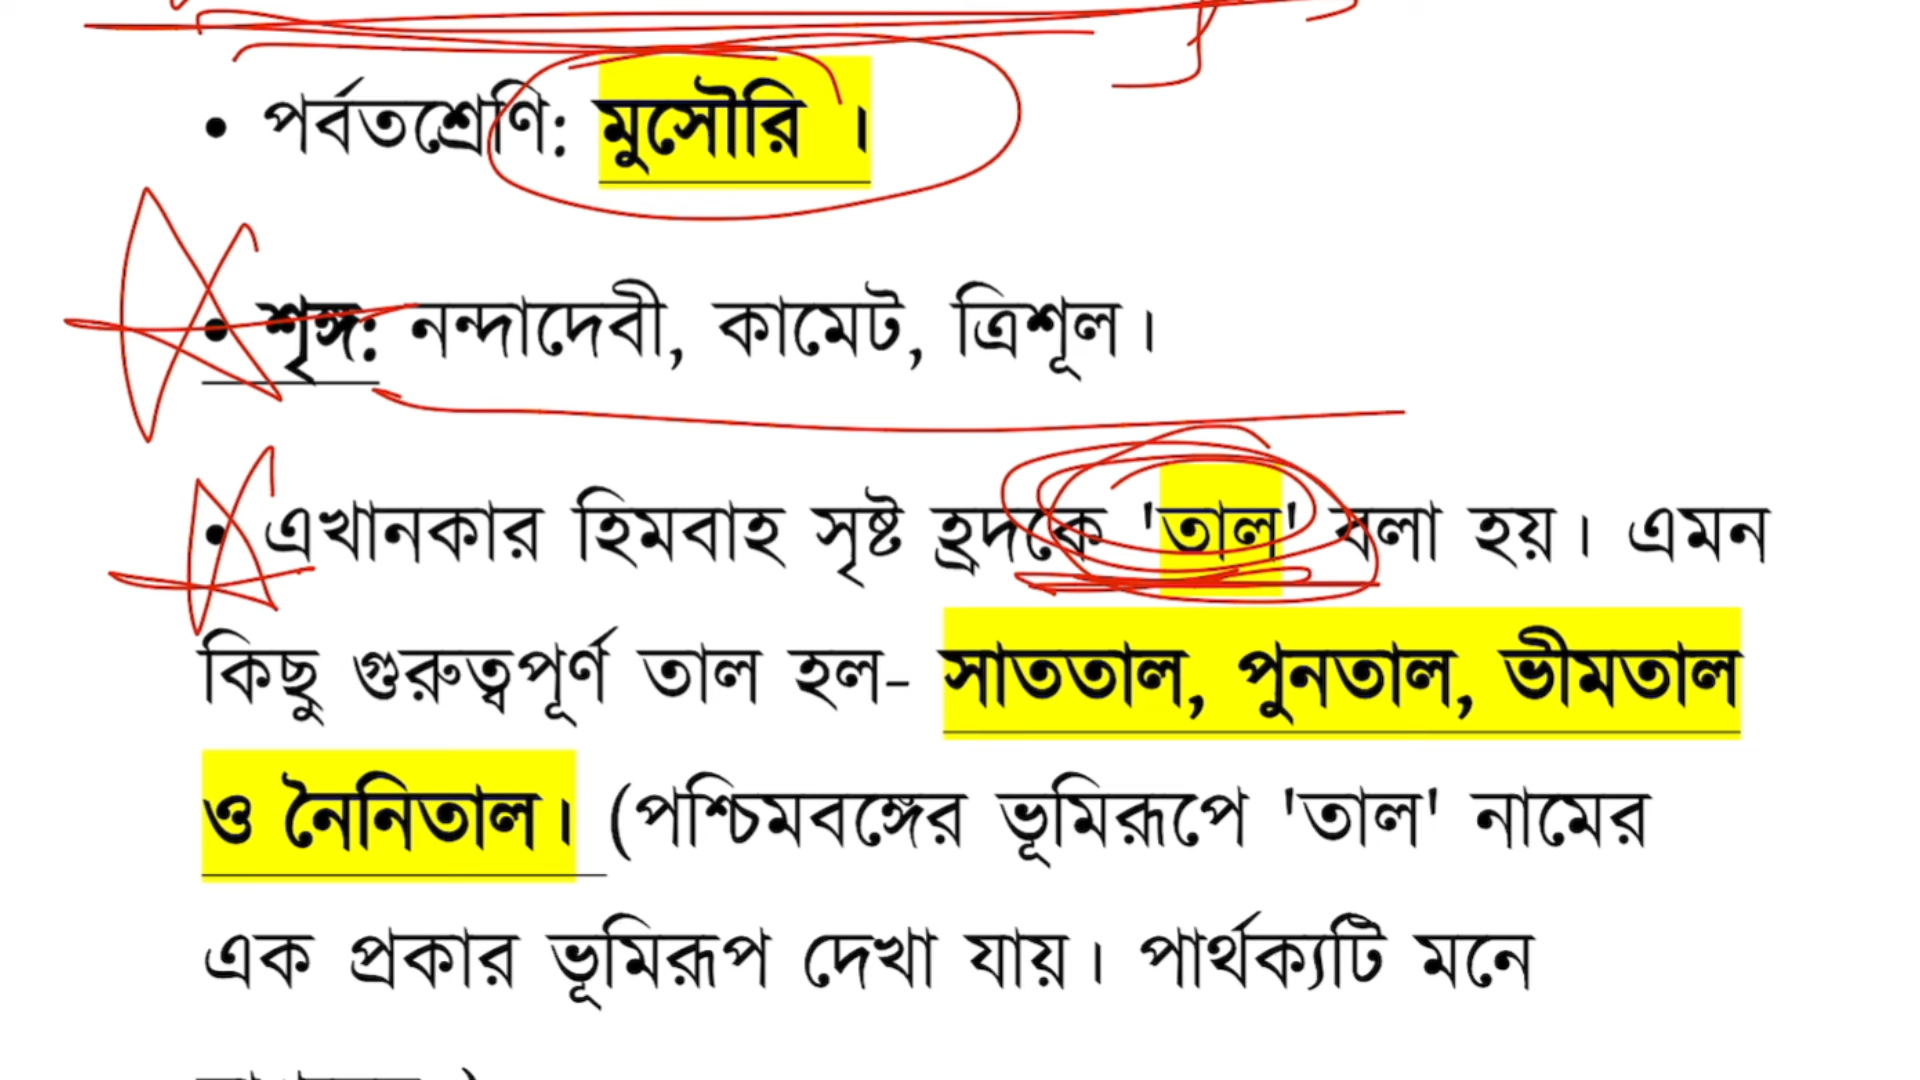 • পর্বতশ্রেণি: মুসৌরি ।
• শৃঙ্গ: নন্দাদেবী, কামেট, ত্রিশূল।
• এখানকার হিমবাহ সৃষ্ট হ্রদকে 'তাল' বলা হয়। এমন
কিছু গুরুত্বপূর্ণ তাল হল- সাততাল, পুনতাল, ভীমতাল
ও নৈনিতাল। (পশ্চিমবঙ্গের ভূমিরূপে 'তাল' নামের
এক প্রকার ভূমিরূপ দেখা যায়। পার্থক্যটি মনে